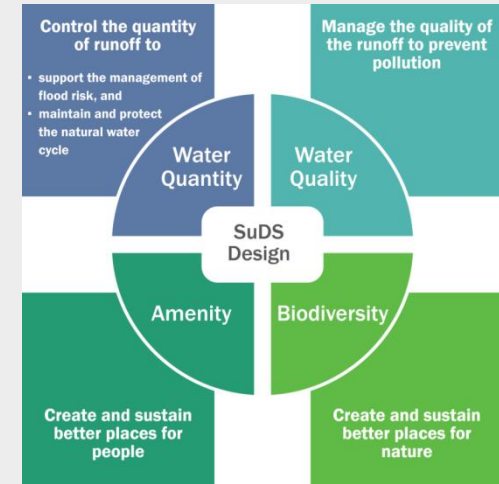 Control the quantity
of runoff to
• support the management of
flood risk, and
• maintain and protect
the natural water
cycle
Manage the quality of
the runoff to prevent
pollution
Water
Quantity
Water
Quality
SuDS
Design
Amenity
Biodiversity
Create and sustain
better places for
people
Create and sustain
better places for
nature